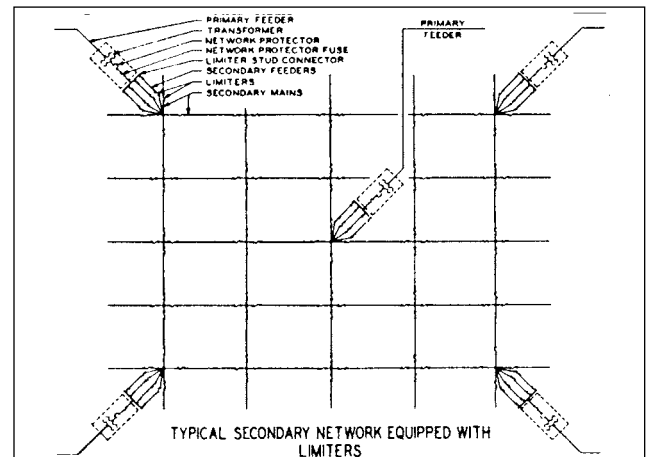 PRIMARY FEEDER
TRANSFORMER
NETWORK PROTECTOR
NETWORK PROTECTOR FUSE
LIMITER STUD CONNECTOR
SECONDARY FEEDERS
LIMITERS
SECONDARY MAINS
PRIMARY
FEEDER
TYPICAL SECONDARY NETWORK EQUIPPED WITH
LIMITERS